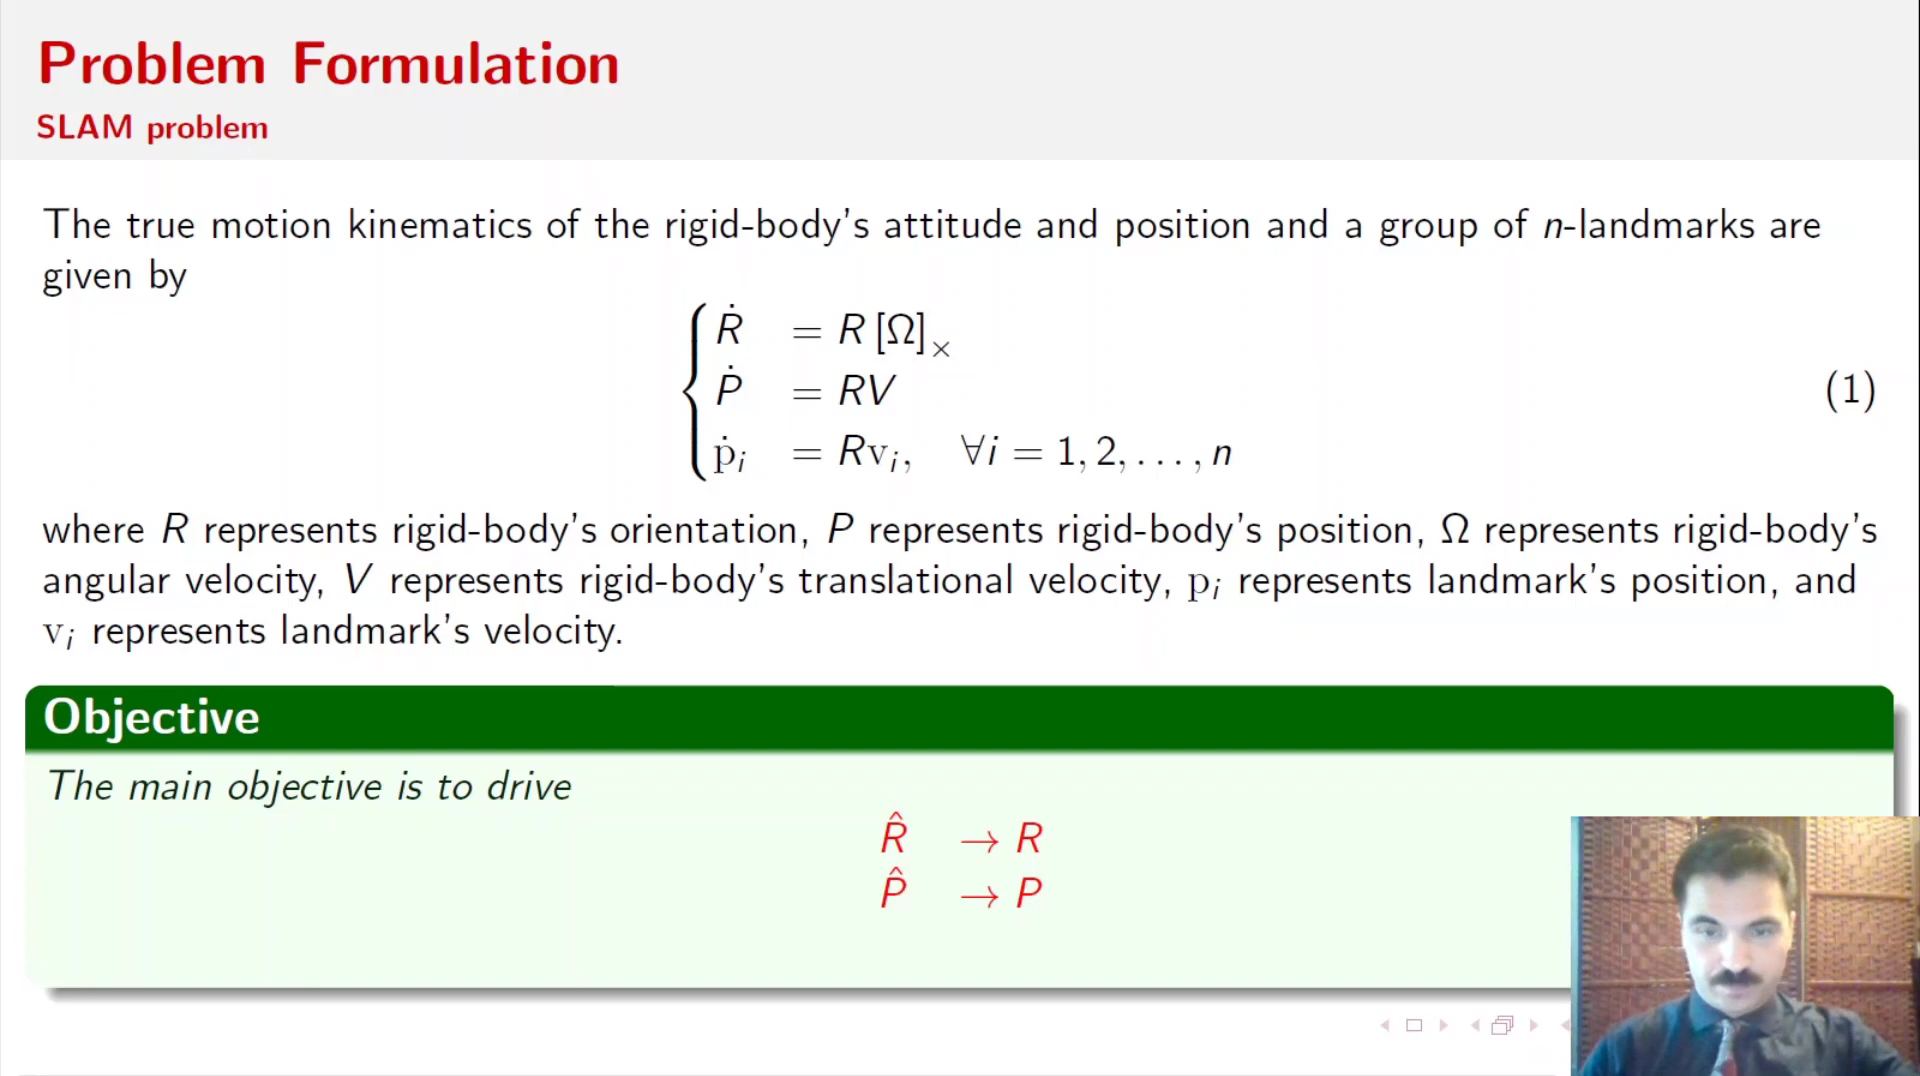 Problem Formulation
SLAM problem
The true motion kinematics of the rigid-body's attitude and position and a group of n-landmarks are
given by
Ṙ = R [Ω]×
Ṗ = RV
ṗᵢ = Rvᵢ, ∀i = 1, 2, . . . , n
(1)
where R represents rigid-body's orientation, P represents rigid-body's position, Ω represents rigid-body's
angular velocity, V represents rigid-body's translational velocity, pᵢ represents landmark's position, and
vᵢ represents landmark's velocity.
Objective
The main objective is to drive
R̂ → R
P̂ → P